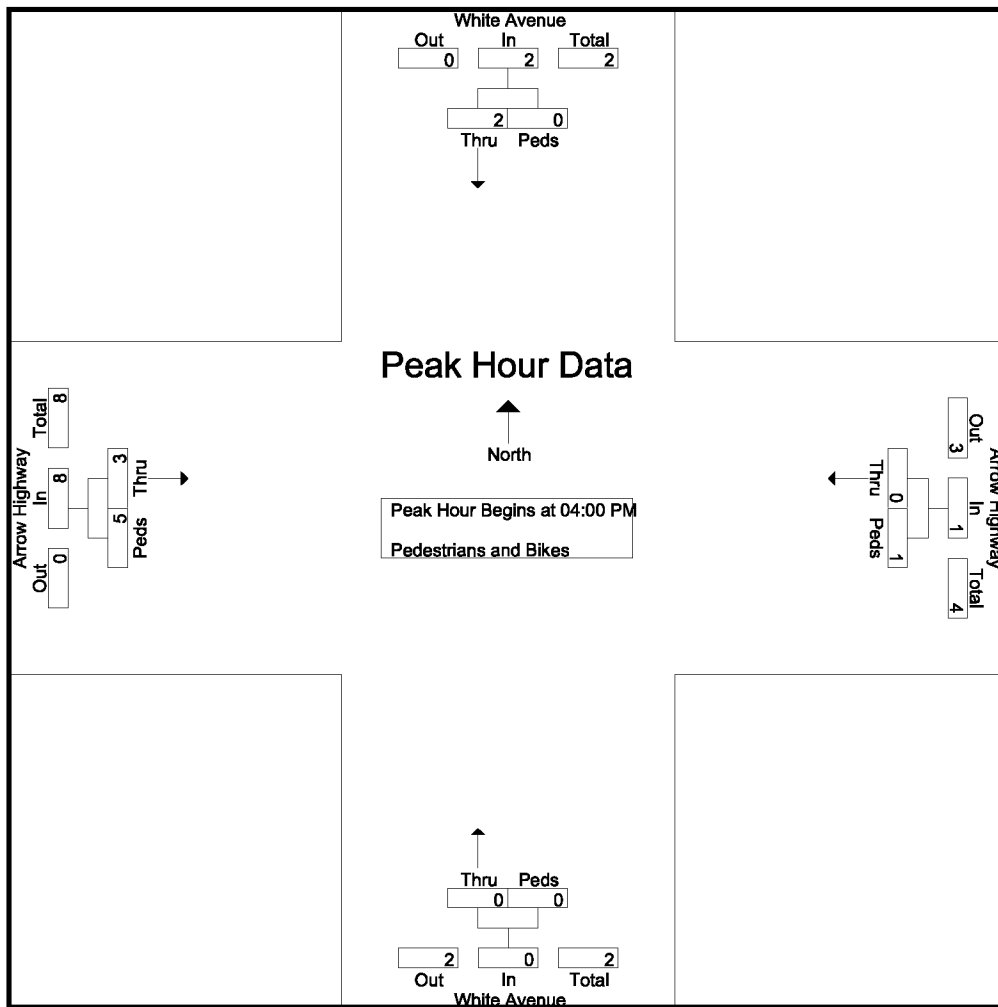 White Avenue
Out In Total
0 2 2
2 0
Thru Peds
Peak Hour Data
North
Peak Hour Begins at 04:00 PM
Pedestrians and Bikes
Arrow Highway
Out In Total
0 8 8
5 3
Peds Thru
Arrow Highway
Out In Total
3 1 4
0 1
Thru Peds
Thru Peds
0 0
2 0 2
Out In Total
White Avenue